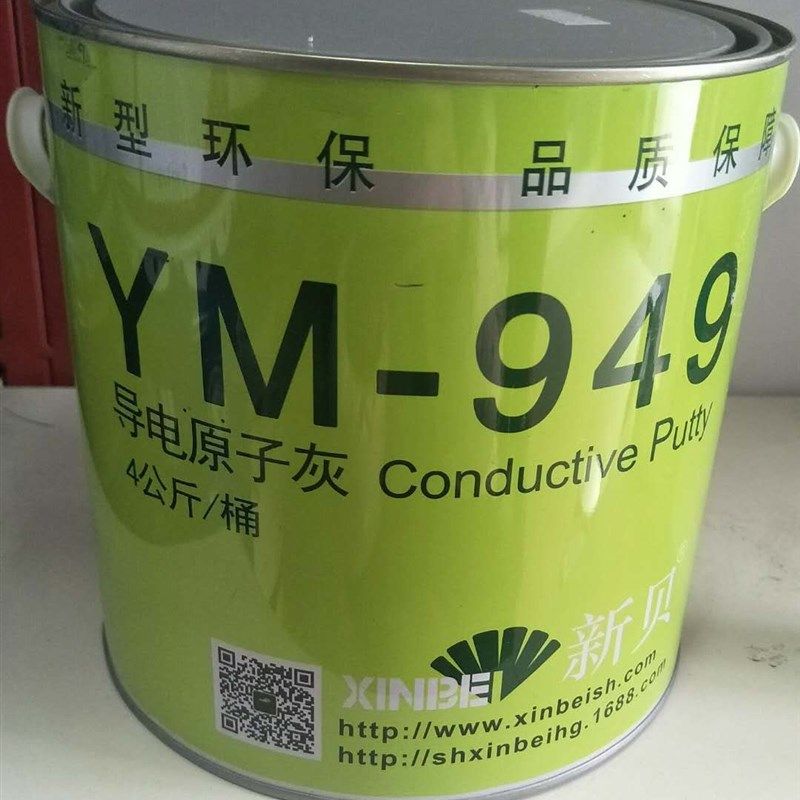 新型环保 品质保障
YM-949
导电原子灰 Conductive Putty
4公斤/桶
新贝®
XINBE
http://www.xinbeish.com
http://shxinbeihg.1688.com